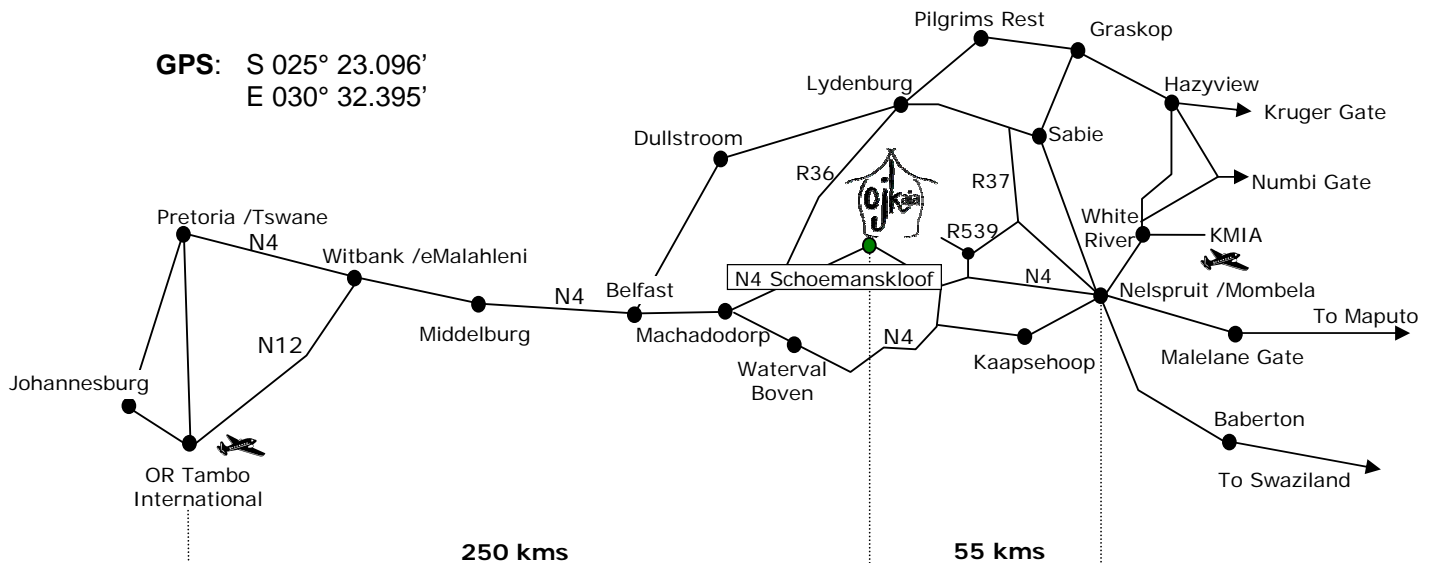 GPS: S 025° 23.096’
E 030° 32.395’
Pilgrims Rest
Graskop
Lydenburg
Hazyview
Kruger Gate
Dullstroom
Sabie
R36
ojkaia
R37
Numbi Gate
Pretoria /Tswane
N4
White
River
KMIA
R539
Witbank /eMalahleni
N4 Schoemanskloof
N4
Belfast
N4
Nelspruit /Mombela
Middelburg
Machadodorp
To Maputo
N12
N4
Waterval
Boven
Kaapsehoop
Malelane Gate
Johannesburg
Baberton
OR Tambo
International
To Swaziland
250 kms
55 kms